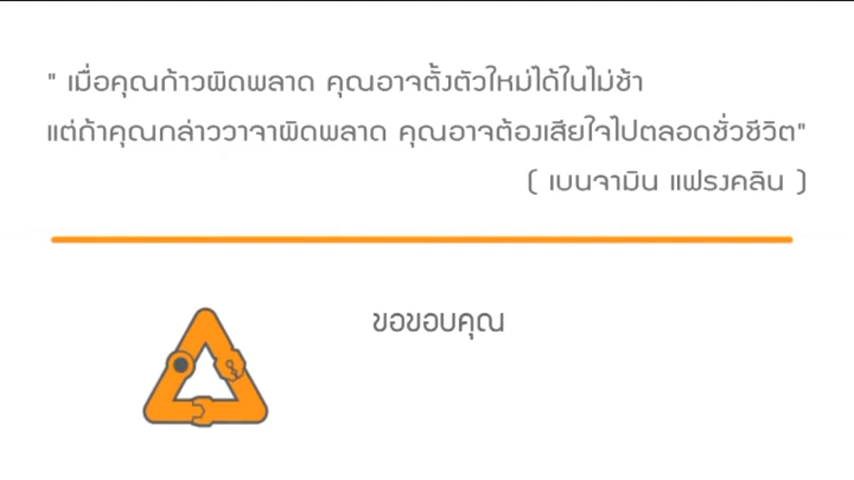 " เมื่อคุณก้าวผิดพลาด คุณอาจตั้งตัวใหม่ได้ในไม่ช้า
แต่ถ้าคุณกล่าววาจาผิดพลาด คุณอาจต้องเสียใจไปตลอดชั่วชีวิต"
( เบนจามิน แฟรงคลิน )
ขอขอบคุณ